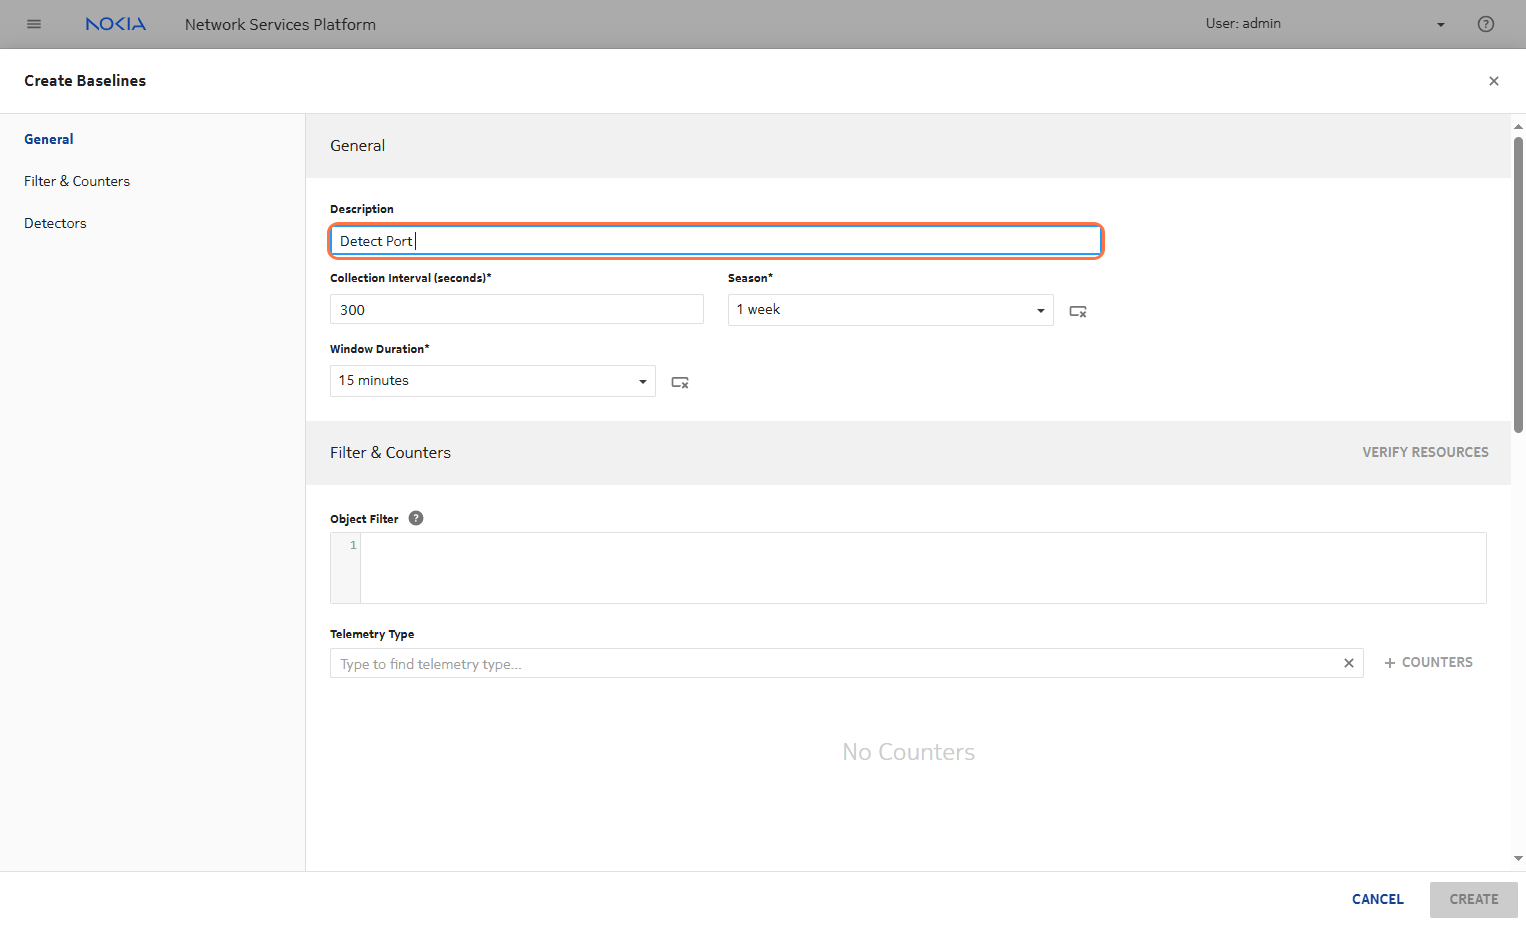 NOKIA Network Services Platform User: admin
Create Baselines
General
Filter & Counters
Detectors
General
Description
Detect Port
Collection Interval (seconds)* Season*
300 1 week
Window Duration*
15 minutes
Filter & Counters VERIFY RESOURCES
Object Filter ?
1
Telemetry Type
Type to find telemetry type... + COUNTERS
No Counters
CANCEL CREATE